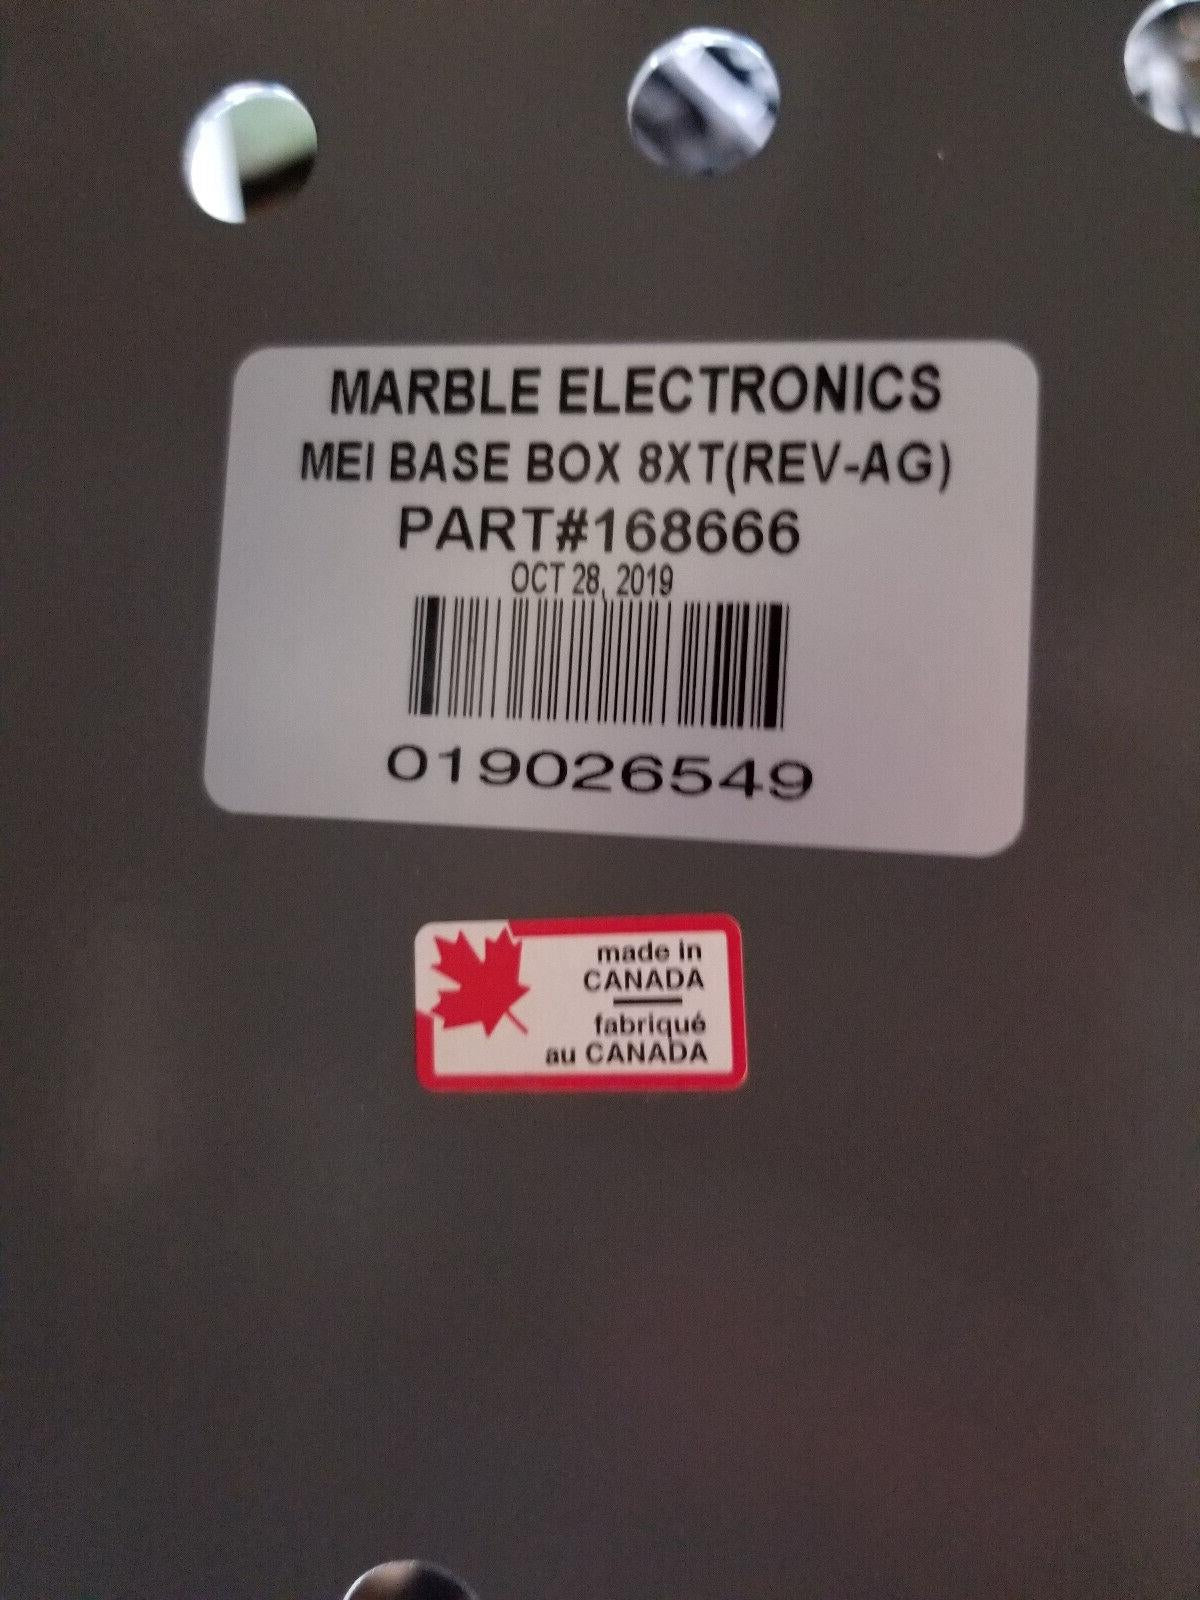 MARBLE ELECTRONICS
MEI BASE BOX 8XT(REV-AG)
PART#168666
OCT 28, 2019
019026549
made in
CANADA
fabriqué
au CANADA